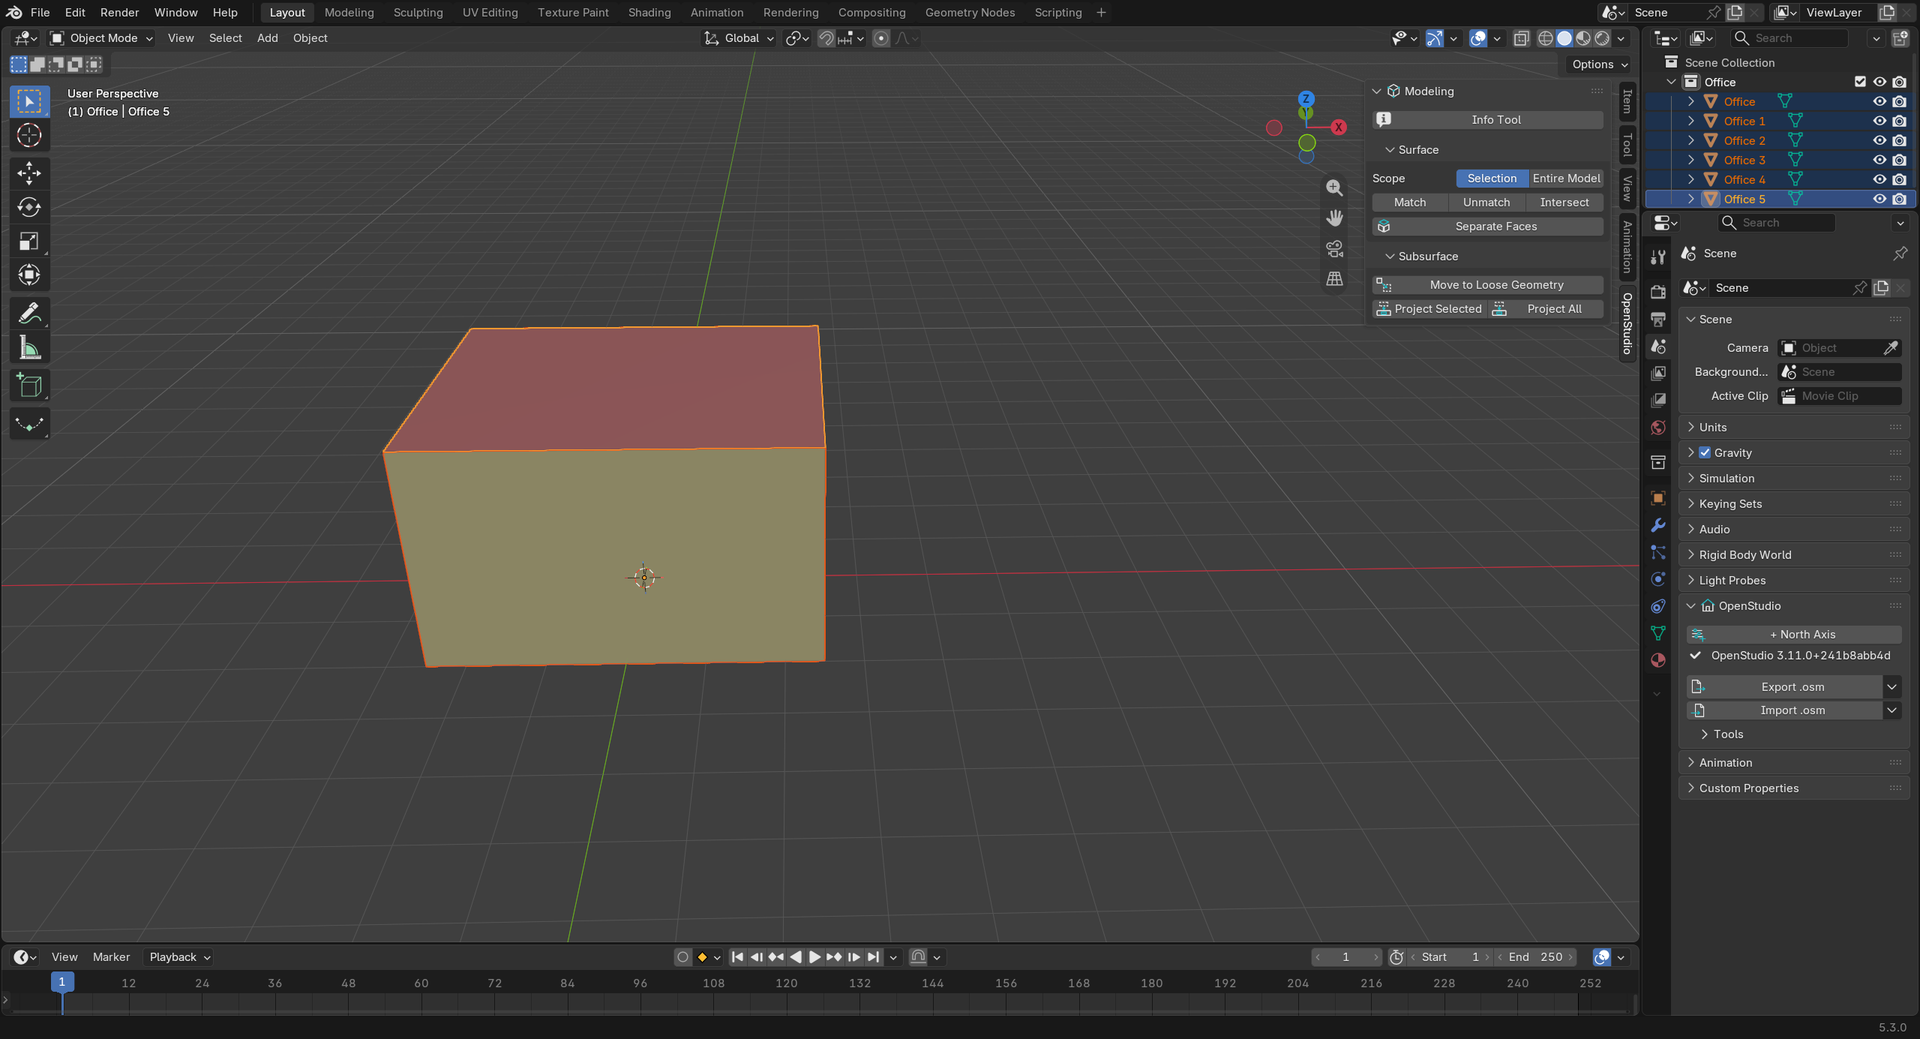 File Edit Render Window Help Layout Modeling Sculpting UV Editing Texture Paint Shading Animation Rendering Compositing Geometry Nodes Scripting + Scene ViewLayer
Object Mode View Select Add Object Global Search
Options
User Perspective
(1) Office | Office 5
Z
X
Modeling
Info Tool
Surface
Scope Selection Entire Model
Match Unmatch Intersect
Separate Faces
Subsurface
Move to Loose Geometry
Project Selected Project All
Item
Tool
View
Animation
OpenStudio
Scene Collection
Office
Office
Office 1
Office 2
Office 3
Office 4
Office 5
Search
Scene
Scene
Scene
Camera Object
Background... Scene
Active Clip Movie Clip
Units
Gravity
Simulation
Keying Sets
Audio
Rigid Body World
Light Probes
OpenStudio
+ North Axis
OpenStudio 3.11.0+241b8abb4d
Export .osm
Import .osm
Tools
Animation
Custom Properties
View Marker Playback 1 Start 1 End 250
1 12 24 36 48 60 72 84 96 108 120 132 144 156 168 180 192 204 216 228 240 252
5.3.0